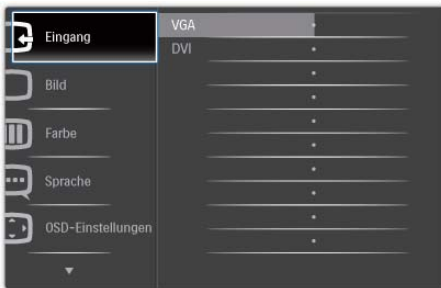 Eingang
VGA
DVI
Bild
Farbe
Sprache
OSD-Einstellungen